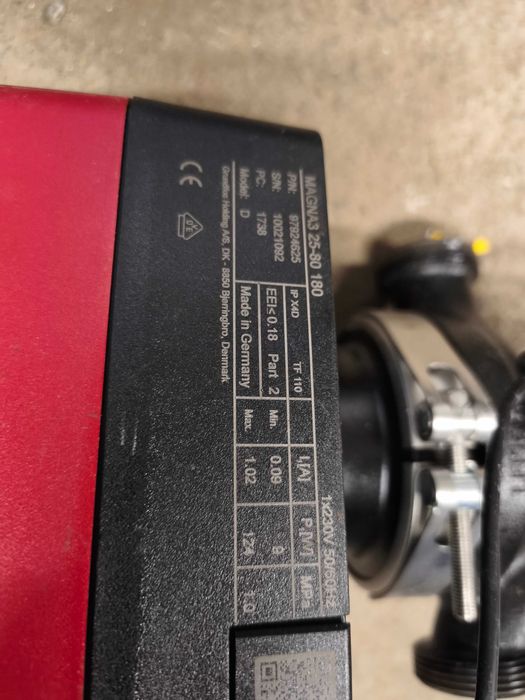 MAGNA3 25-80 180
1x230V 50/60Hz
P/N: 97924625
IP X4D
TF 110
I₁[A]
P₁[W]
MPa
S/N: 10021092
EEI≤0.18 Part 2
Min. 0.09 9
PC: 1738
Model: D
Made in Germany
Max. 1.02 124 1.0
Grundfos Holding A/S, DK - 8850 Bjerringbro, Denmark
CE